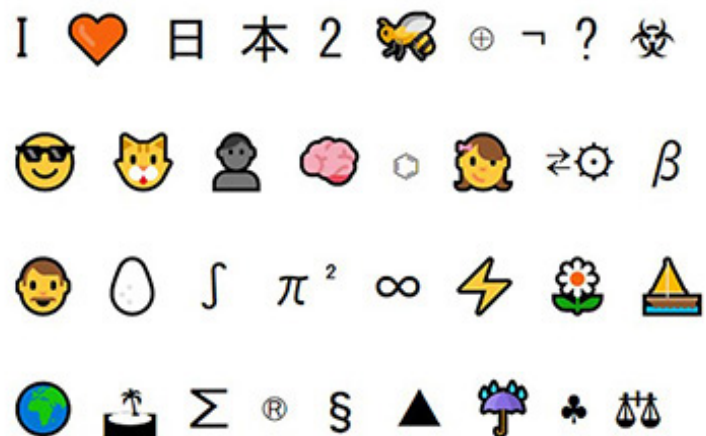 I 🧡 日 本 2 🐝 ⊕ ¬ ? ☣
😎 🐱 👤 🧠 ⌬ 👧 ⇄ ⛭ β
👨 🥚 ∫ π ² ∞ ⚡ 🌼 ⛵
🌍 🏝 Σ ® § ▲ ☔ ♣ ⚖